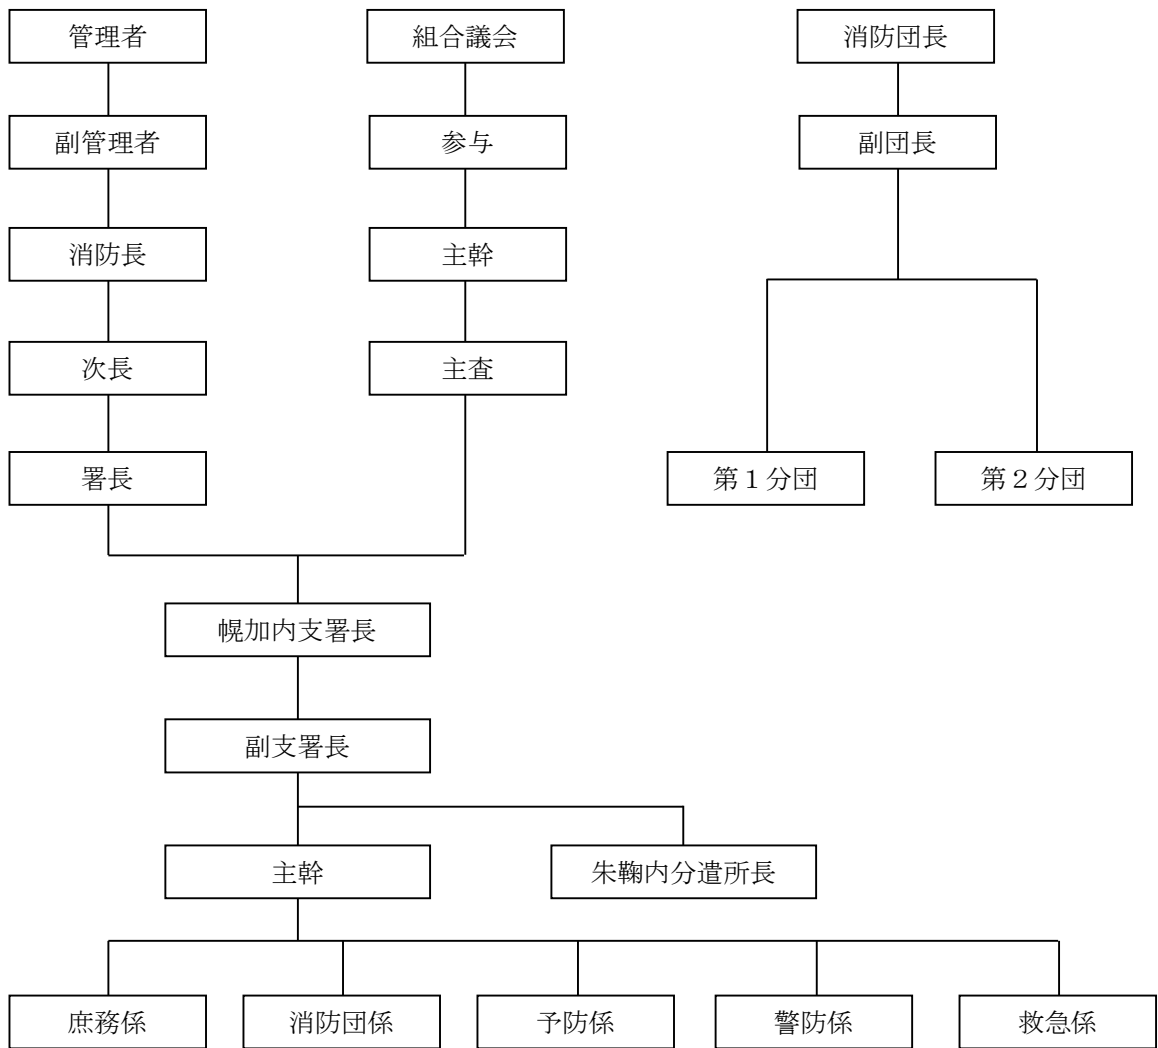 管理者
組合議会
消防団長
副管理者
参与
副団長
消防長
主幹
次長
主査
署長
第１分団
第２分団
幌加内支署長
副支署長
主幹
朱鞠内分遣所長
庶務係
消防団係
予防係
警防係
救急係